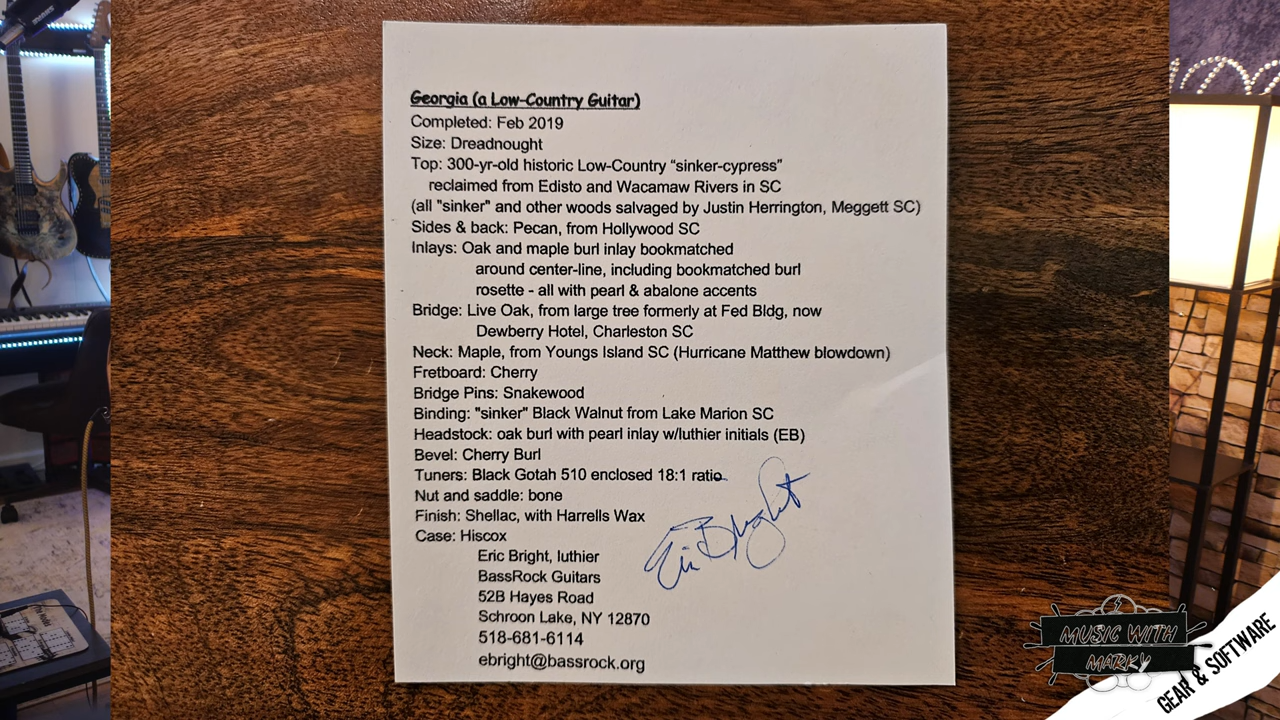 Georgia (a Low-Country Guitar)
Completed: Feb 2019
Size: Dreadnought
Top: 300-yr-old historic Low-Country “sinker-cypress”
reclaimed from Edisto and Wacamaw Rivers in SC
(all "sinker" and other woods salvaged by Justin Herrington, Meggett SC)
Sides & back: Pecan, from Hollywood SC
Inlays: Oak and maple burl inlay bookmatched
around center-line, including bookmatched burl
rosette - all with pearl & abalone accents
Bridge: Live Oak, from large tree formerly at Fed Bldg, now
Dewberry Hotel, Charleston SC
Neck: Maple, from Youngs Island SC (Hurricane Matthew blowdown)
Fretboard: Cherry
Bridge Pins: Snakewood
Binding: "sinker" Black Walnut from Lake Marion SC
Headstock: oak burl with pearl inlay w/luthier initials (EB)
Bevel: Cherry Burl
Tuners: Black Gotah 510 enclosed 18:1 ratio
Nut and saddle: bone
Finish: Shellac, with Harrells Wax
Case: Hiscox
Eric Bright, luthier
BassRock Guitars
52B Hayes Road
Schroon Lake, NY 12870
518-681-6114
ebright@bassrock.org
Eric Bright
MUSIC WITH
MARKY
GEAR & SOFTWARE